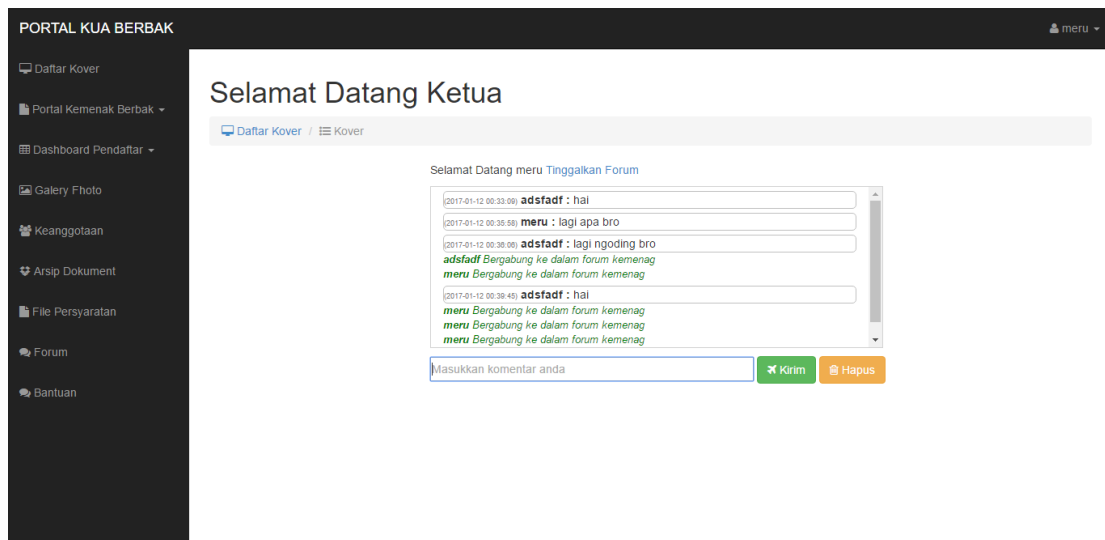 PORTAL KUA BERBAK
meru
Daftar Kover
Portal Kemenak Berbak
Dashboard Pendaftar
Galery Fhoto
Keanggotaan
Arsip Dokument
File Persyaratan
Forum
Bantuan
Selamat Datang Ketua
Daftar Kover / Kover
Selamat Datang meru Tinggalkan Forum
(2017-01-12 00:33:09) adsfadf : hai
(2017-01-12 00:35:58) meru : lagi apa bro
(2017-01-12 00:36:06) adsfadf : lagi ngoding bro
adsfadf Bergabung ke dalam forum kemenag
meru Bergabung ke dalam forum kemenag
(2017-01-12 00:39:45) adsfadf : hai
meru Bergabung ke dalam forum kemenag
meru Bergabung ke dalam forum kemenag
meru Bergabung ke dalam forum kemenag
Masukkan komentar anda
Kirim
Hapus